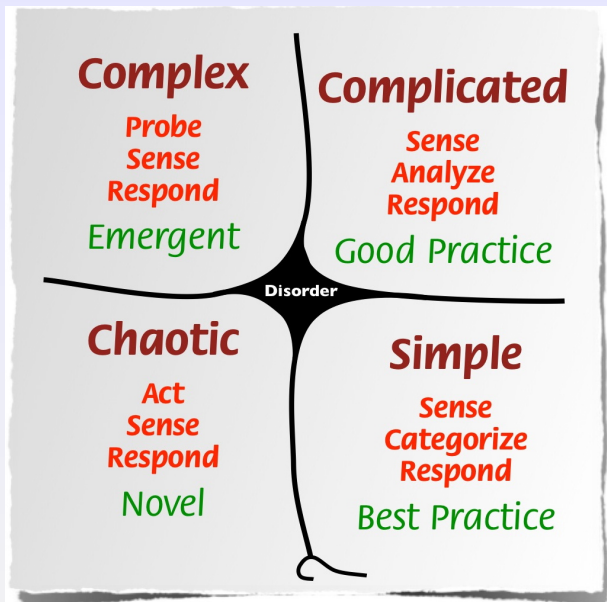 Complex
Probe
Sense
Respond
Emergent
Complicated
Sense
Analyze
Respond
Good Practice
Disorder
Chaotic
Act
Sense
Respond
Novel
Simple
Sense
Categorize
Respond
Best Practice